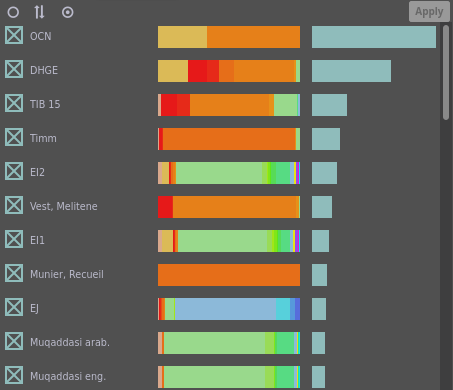 Apply
OCN
DHGE
TIB 15
Timm
EI2
Vest, Melitene
EI1
Munier, Recueil
EJ
Muqaddasi arab.
Muqaddasi eng.